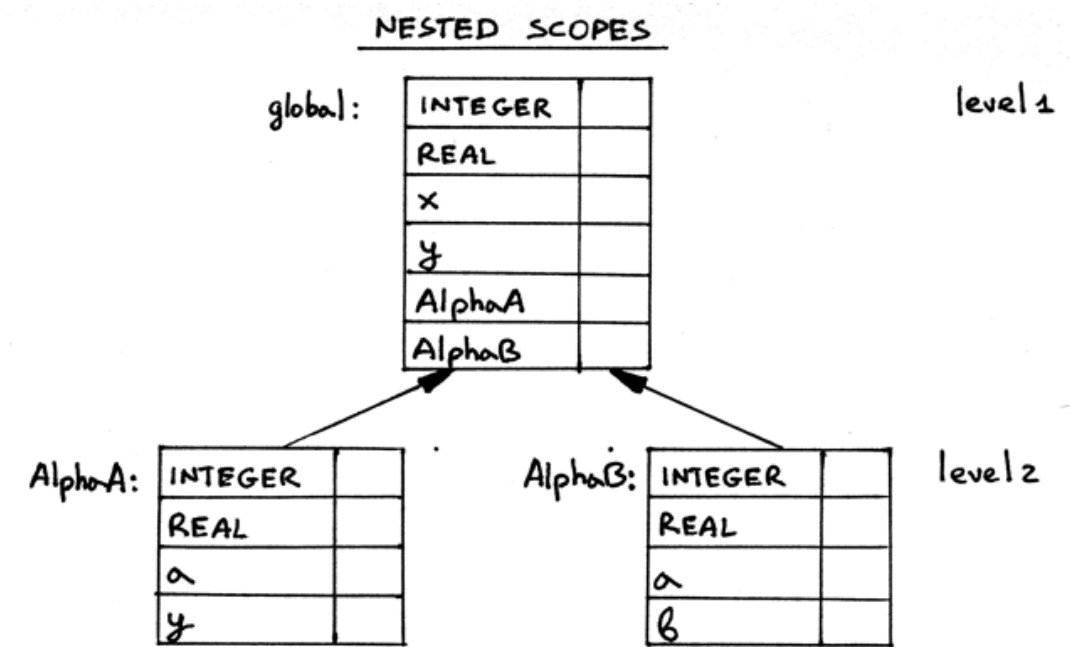 NESTED SCOPES
global:
level 1
INTEGER
REAL
x
y
AlphaA
AlphaB
AlphaA:
INTEGER
REAL
a
y
AlphaB:
INTEGER
REAL
a
b
level 2